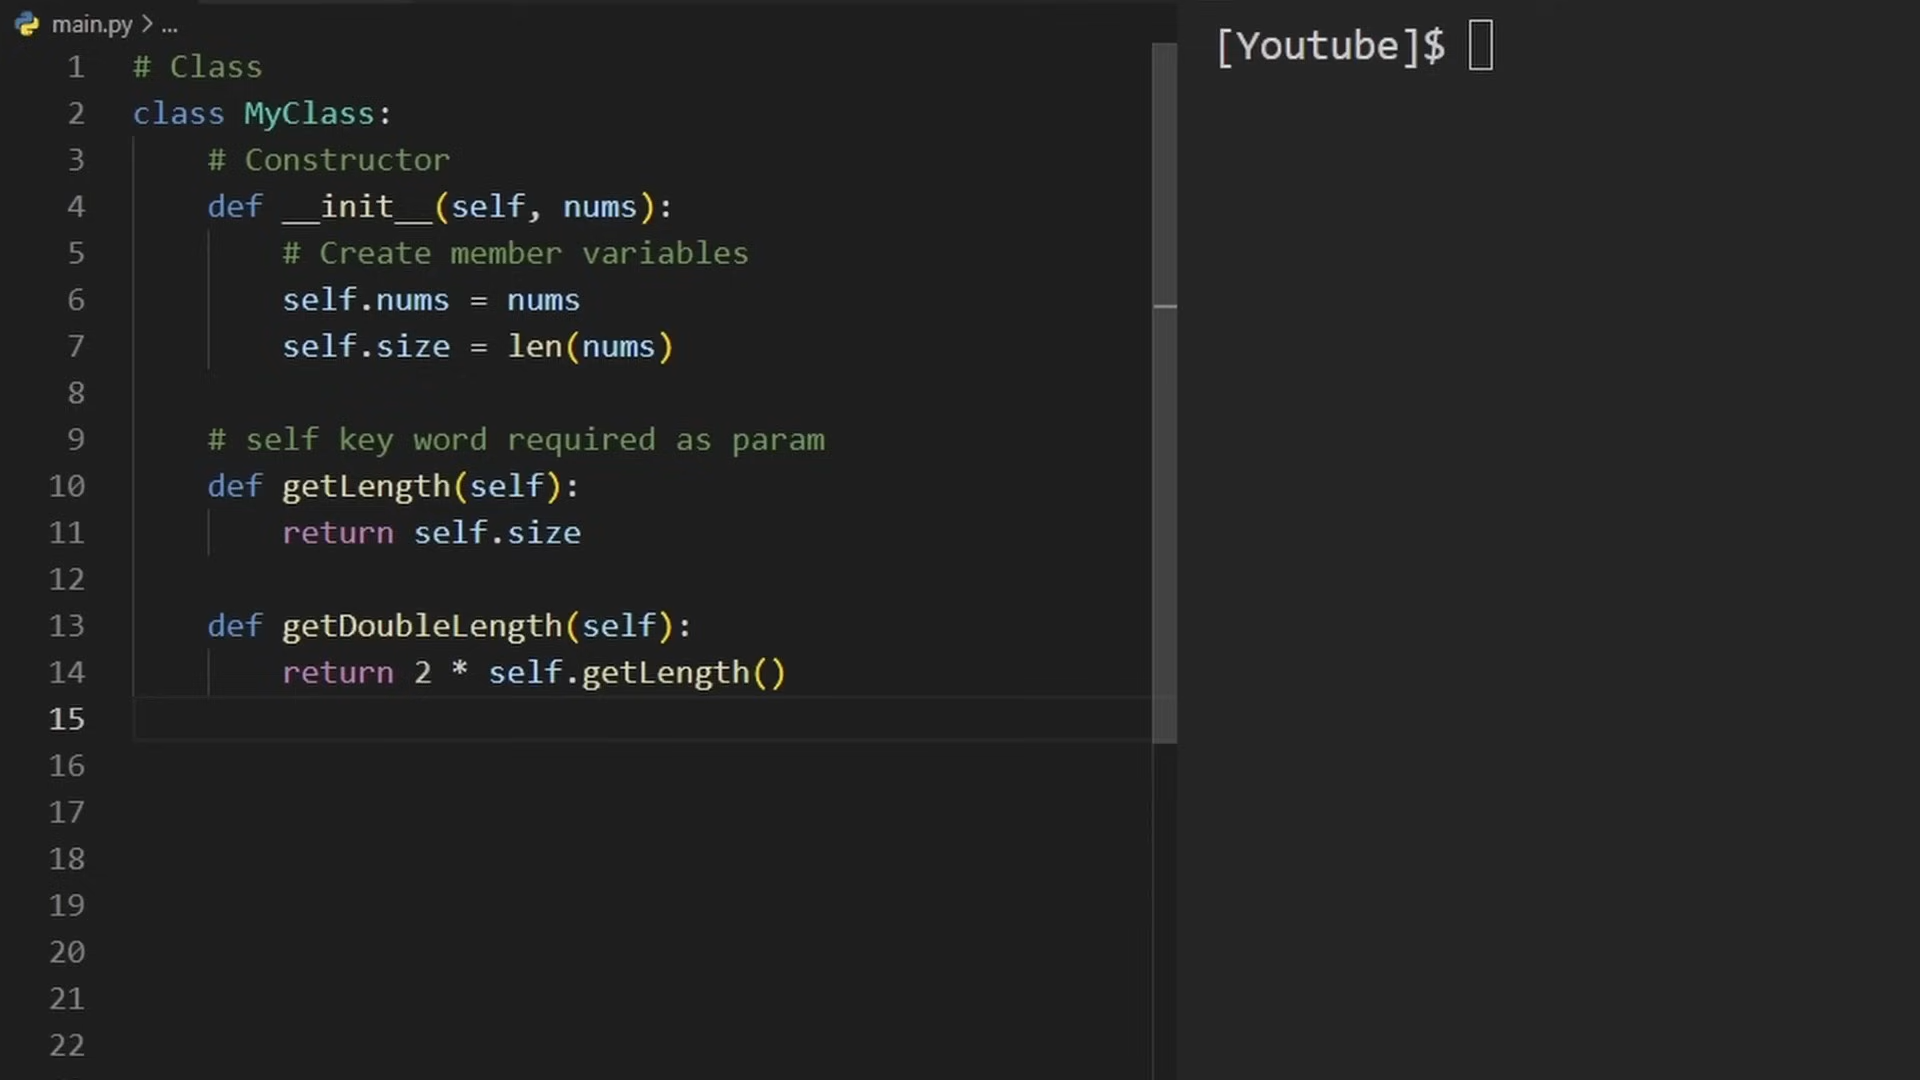 main.py > ...
1 # Class
2 class MyClass:
3     # Constructor
4     def __init__(self, nums):
5         # Create member variables
6         self.nums = nums
7         self.size = len(nums)
8
9     # self key word required as param
10     def getLength(self):
11         return self.size
12
13     def getDoubleLength(self):
14         return 2 * self.getLength()
15
16
17
18
19
20
21
22
[Youtube]$